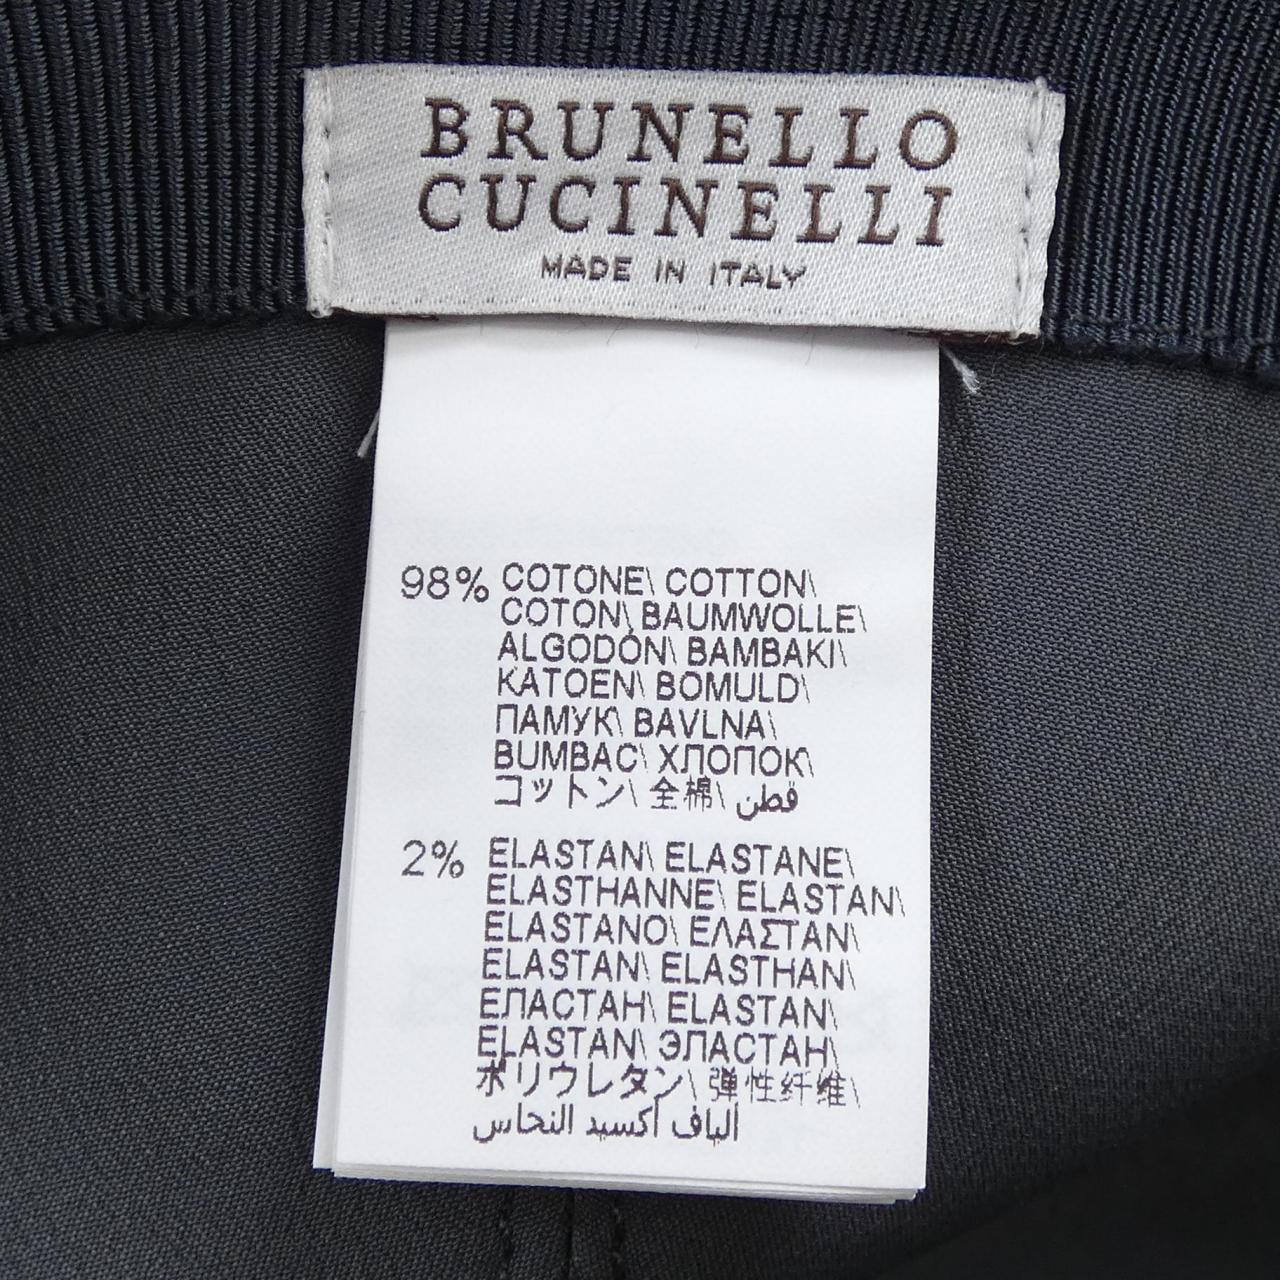 BRUNELLO
CUCINELLI
MADE IN ITALY
98% COTONE\ COTTON\
COTON\ BAUMWOLLE\
ALGODÓN\ BAMBAKI\
KATOEN\ BOMULD\
ПАМУК\ BAVLNA\
BUMBAC\ ХЛОПОК\
コットン\ 全棉\ قطن
2% ELASTAN\ ELASTANE\
ELASTHANNE\ ELASTAN\
ELASTANO\ ΕΛΑΣΤΑΝ\
ELASTAN\ ELASTHAN\
ЕЛАСТАН\ ELASTAN\
ELASTAN\ ЭЛАСТАН\
ポリウレタン\ 弹性纤维\
ألياف أكسيد النحاس